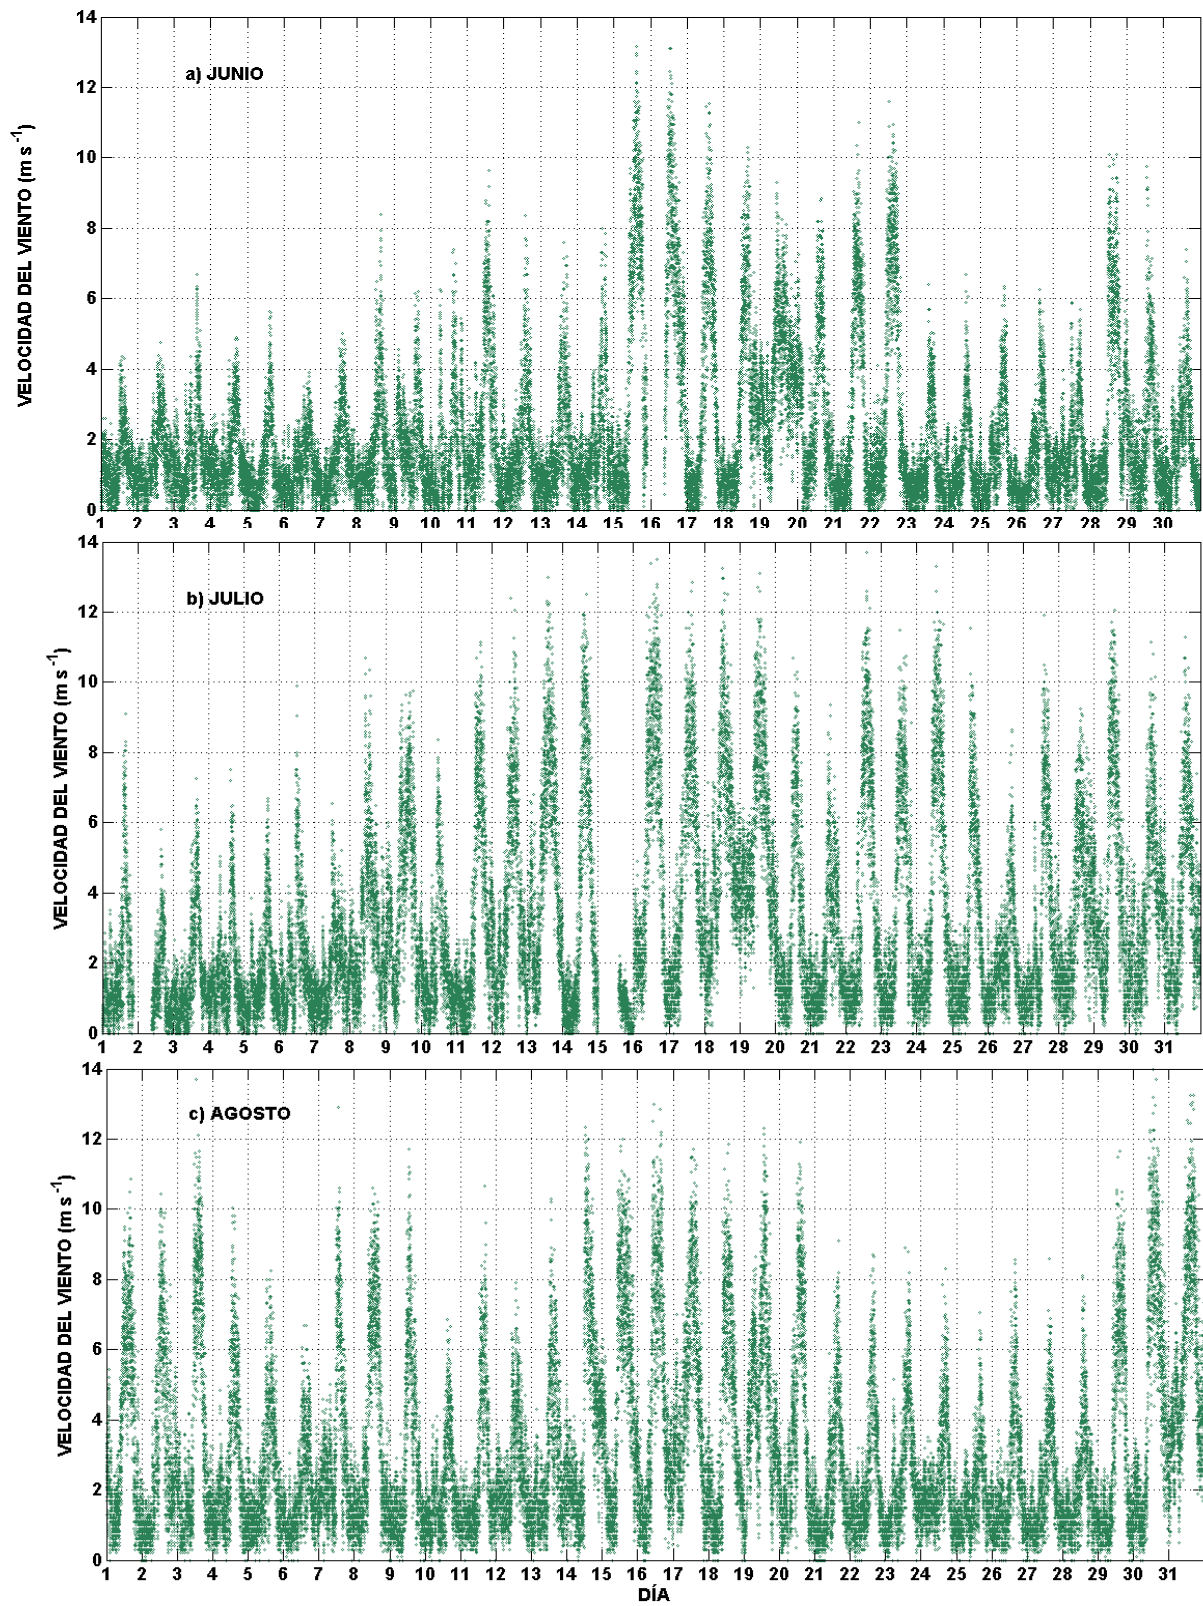 a) JUNIO
VELOCIDAD DEL VIENTO (m s⁻¹)
14
12
10
8
6
4
2
0
1 2 3 4 5 6 7 8 9 10 11 12 13 14 15 16 17 18 19 20 21 22 23 24 25 26 27 28 29 30
b) JULIO
VELOCIDAD DEL VIENTO (m s⁻¹)
14
12
10
8
6
4
2
0
1 2 3 4 5 6 7 8 9 10 11 12 13 14 15 16 17 18 19 20 21 22 23 24 25 26 27 28 29 30 31
c) AGOSTO
VELOCIDAD DEL VIENTO (m s⁻¹)
14
12
10
8
6
4
2
0
1 2 3 4 5 6 7 8 9 10 11 12 13 14 15 16 17 18 19 20 21 22 23 24 25 26 27 28 29 30 31
DÍA